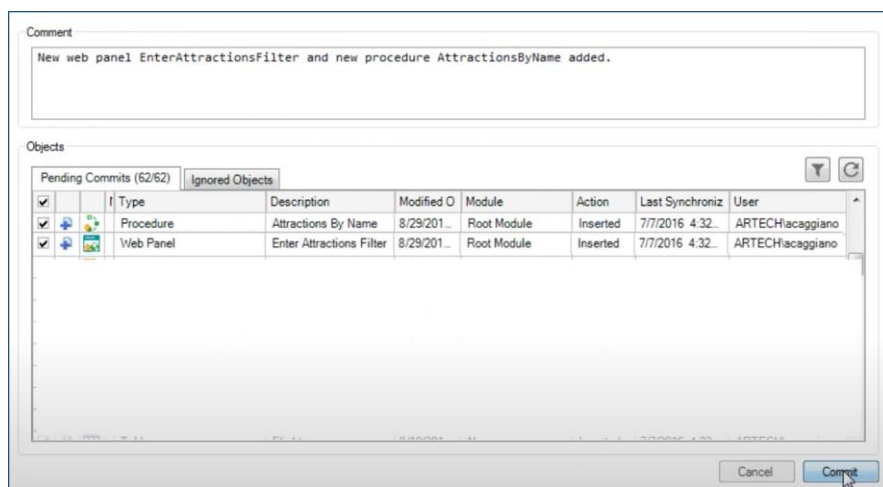 Comment
New web panel EnterAttractionsFilter and new procedure AttractionsByName added.
Objects
Pending Commits (62/62) Ignored Objects
Type Description Modified O Module Action Last Synchroniz User
Procedure Attractions By Name 8/29/201... Root Module Inserted 7/7/2016 4:32... ARTECH\acaggiano
Web Panel Enter Attractions Filter 8/29/201... Root Module Inserted 7/7/2016 4:32... ARTECH\acaggiano
Cancel Commit